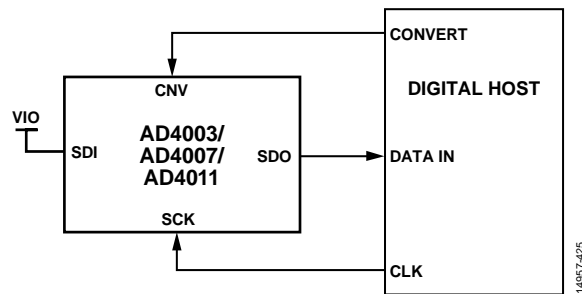 CONVERT
DIGITAL HOST
CNV
VIO
AD4003/
AD4007/
AD4011
SDI
SDO
DATA IN
SCK
CLK
14957-425